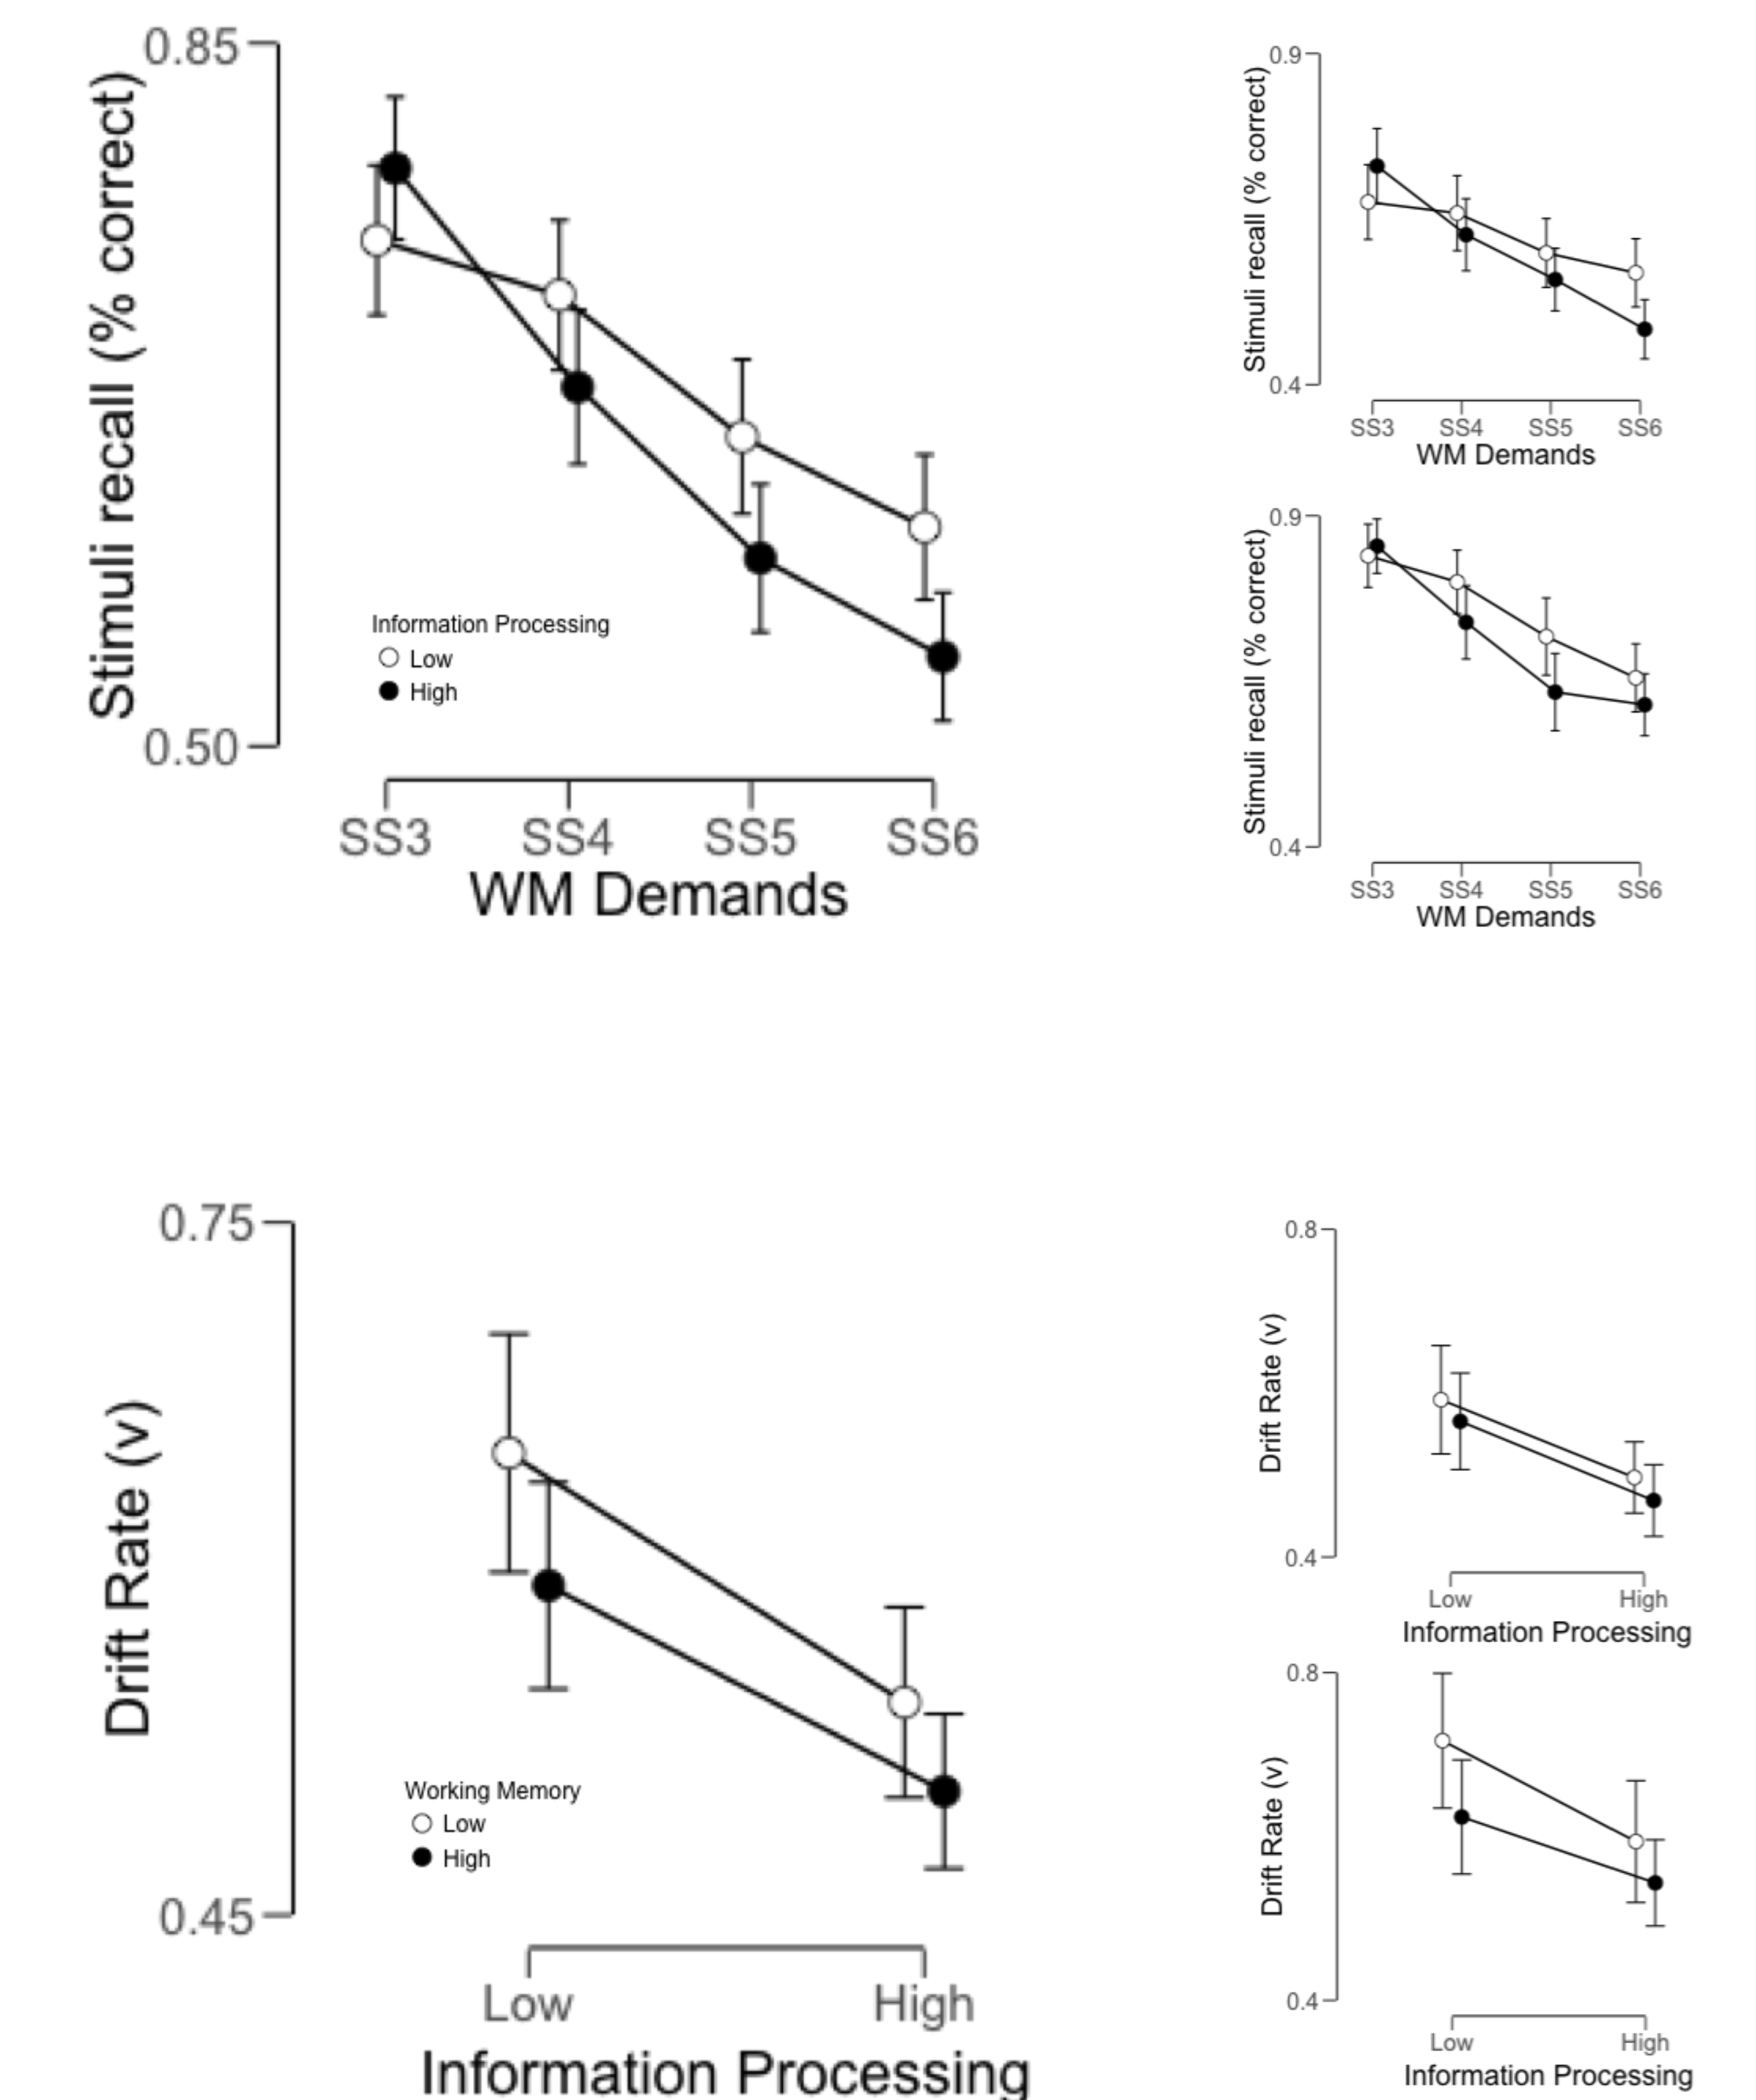 0.85
Stimuli recall (% correct)
Information Processing
Low
High
0.50
SS3 SS4 SS5 SS6
WM Demands
0.9
Stimuli recall (% correct)
0.4
SS3 SS4 SS5 SS6
WM Demands
0.9
Stimuli recall (% correct)
0.4
SS3 SS4 SS5 SS6
WM Demands
0.75
Drift Rate (v)
Working Memory
Low
High
0.45
Low High
Information Processing
0.8
Drift Rate (v)
0.4
Low High
Information Processing
0.8
Drift Rate (v)
0.4
Low High
Information Processing